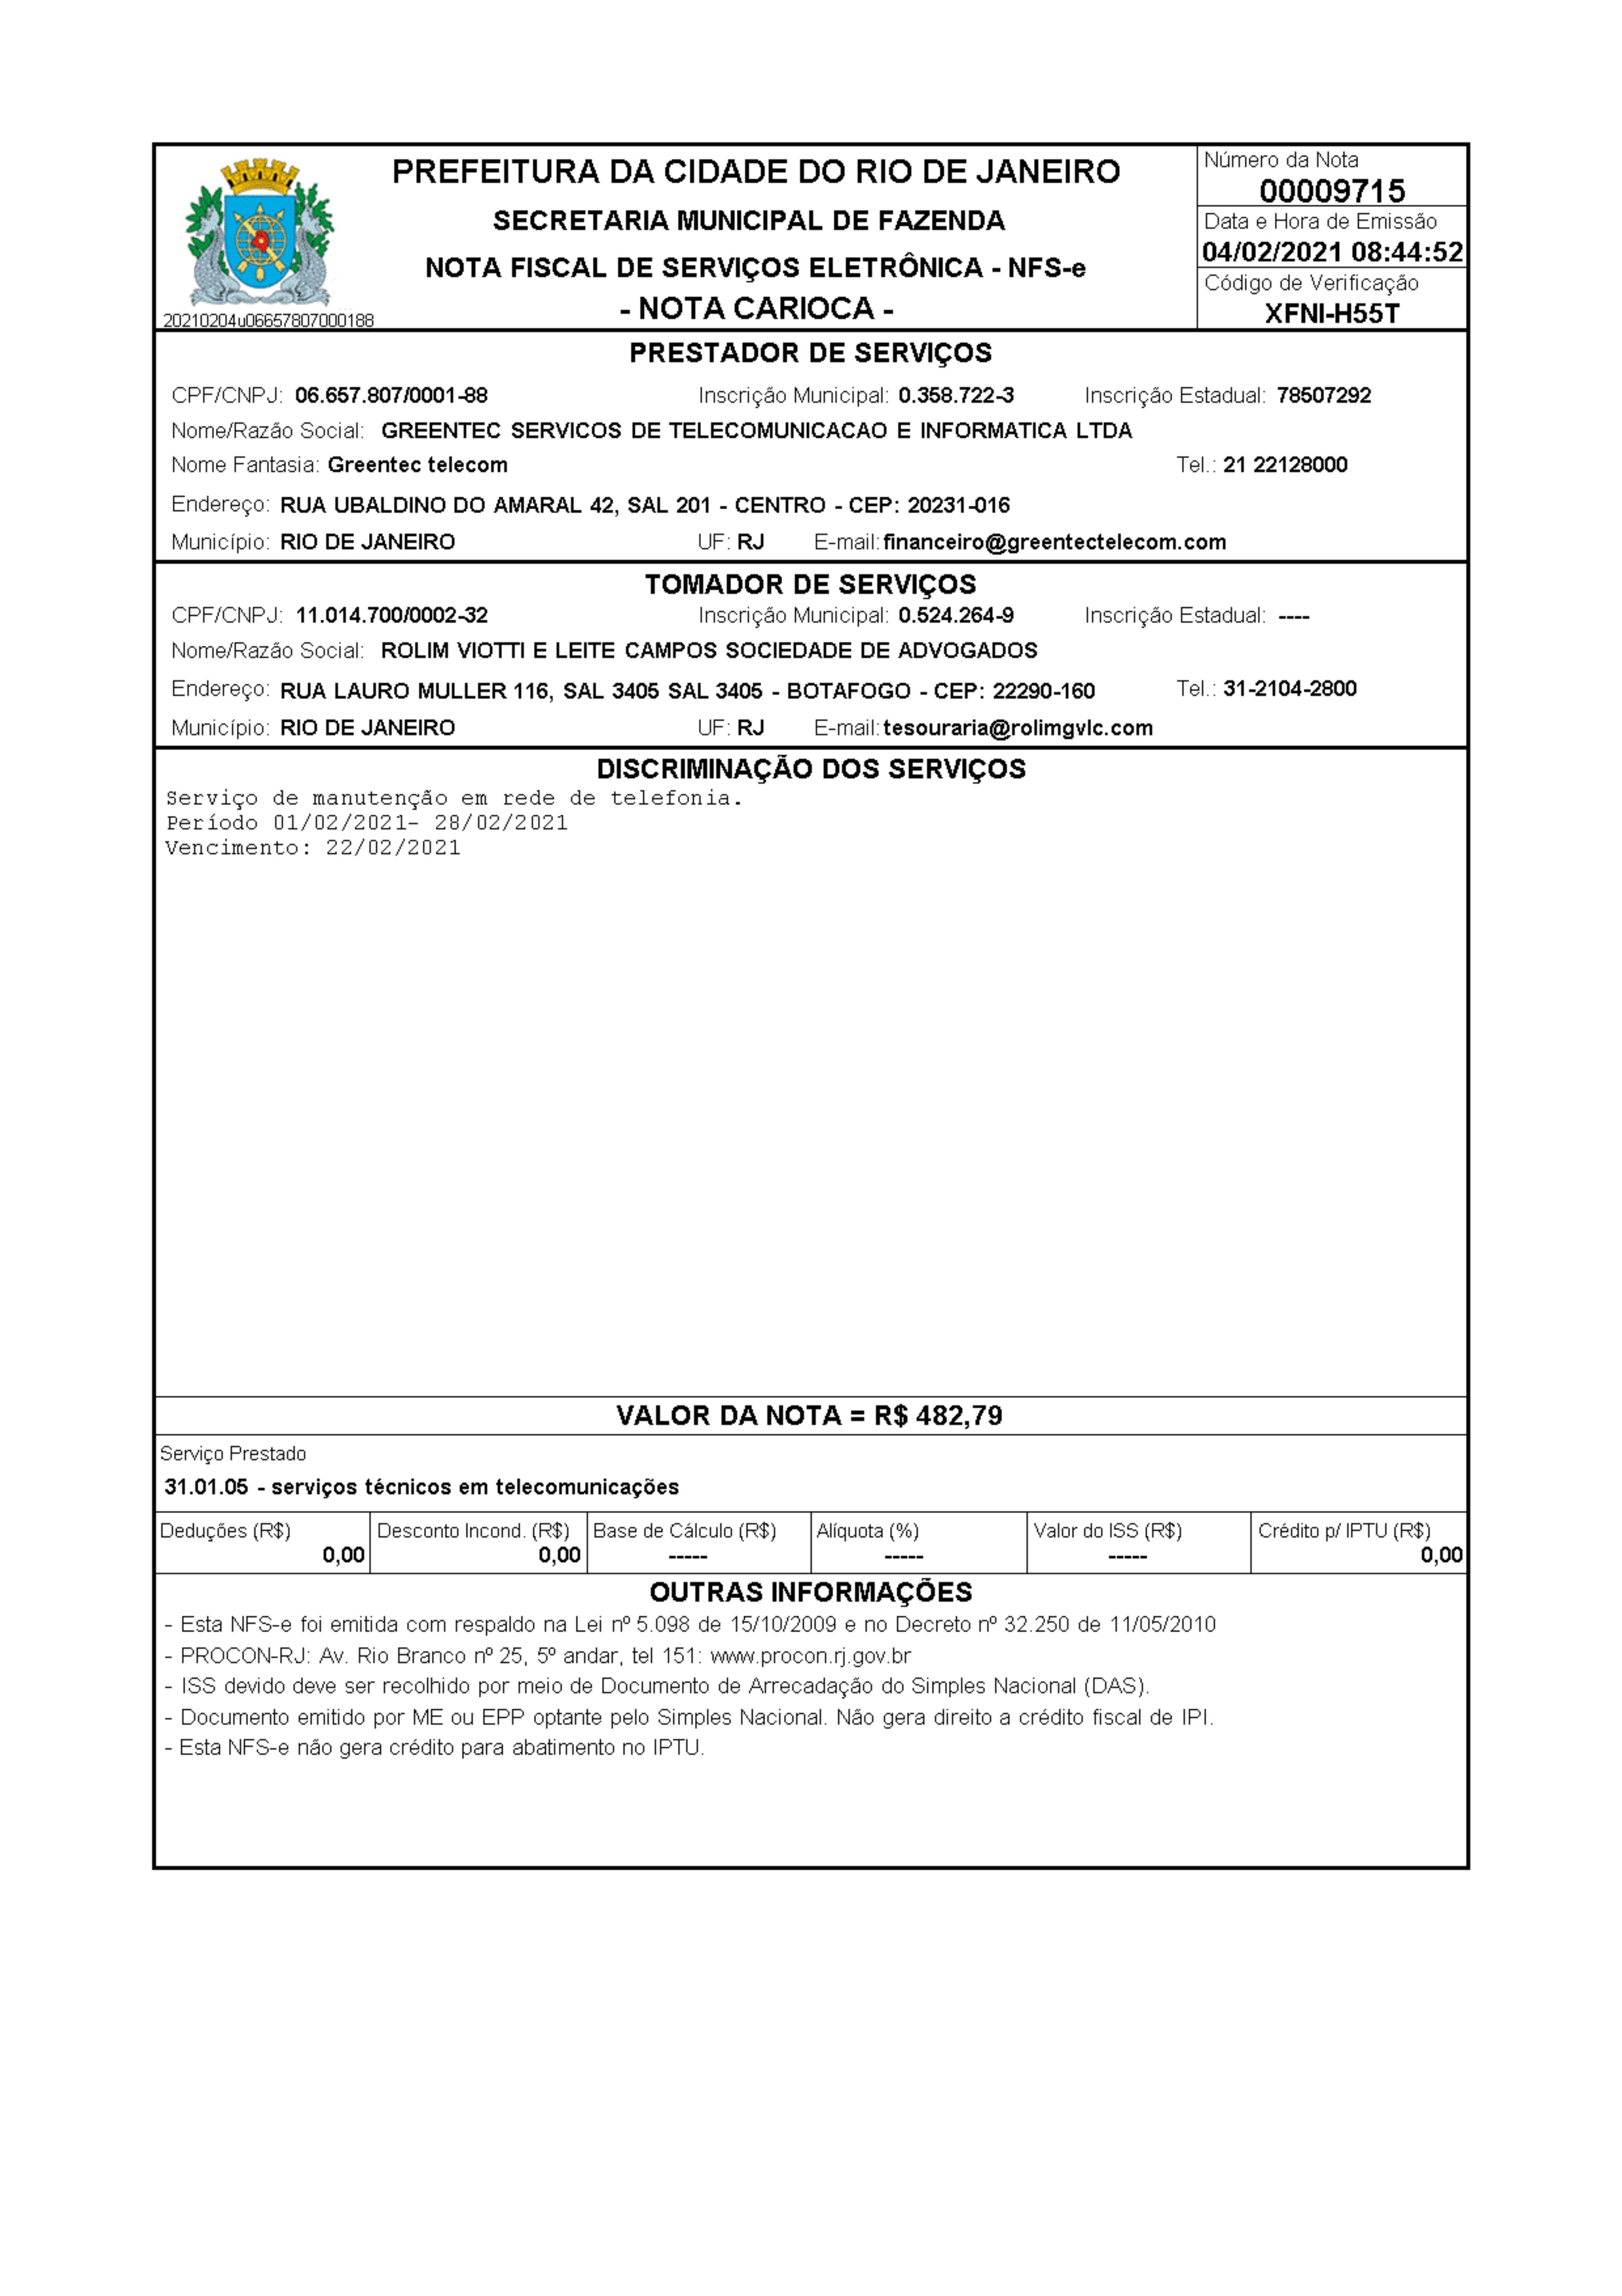 PREFEITURA DA CIDADE DO RIO DE JANEIRO
SECRETARIA MUNICIPAL DE FAZENDA
NOTA FISCAL DE SERVIÇOS ELETRÔNICA - NFS-e
- NOTA CARIOCA -
20210204u06657807000188
Número da Nota
00009715
Data e Hora de Emissão
04/02/2021 08:44:52
Código de Verificação
XFNI-H55T
PRESTADOR DE SERVIÇOS
CPF/CNPJ: 06.657.807/0001-88 Inscrição Municipal: 0.358.722-3 Inscrição Estadual: 78507292
Nome/Razão Social: GREENTEC SERVICOS DE TELECOMUNICACAO E INFORMATICA LTDA
Nome Fantasia: Greentec telecom Tel.: 21 22128000
Endereço: RUA UBALDINO DO AMARAL 42, SAL 201 - CENTRO - CEP: 20231-016
Município: RIO DE JANEIRO UF: RJ E-mail: financeiro@greentectelecom.com
TOMADOR DE SERVIÇOS
CPF/CNPJ: 11.014.700/0002-32 Inscrição Municipal: 0.524.264-9 Inscrição Estadual: ----
Nome/Razão Social: ROLIM VIOTTI E LEITE CAMPOS SOCIEDADE DE ADVOGADOS
Endereço: RUA LAURO MULLER 116, SAL 3405 SAL 3405 - BOTAFOGO - CEP: 22290-160 Tel.: 31-2104-2800
Município: RIO DE JANEIRO UF: RJ E-mail: tesouraria@rolimgvlc.com
DISCRIMINAÇÃO DOS SERVIÇOS
Serviço de manutenção em rede de telefonia.
Período 01/02/2021- 28/02/2021
Vencimento: 22/02/2021
VALOR DA NOTA = R$ 482,79
Serviço Prestado
31.01.05 - serviços técnicos em telecomunicações
Deduções (R$) Desconto Incond. (R$) Base de Cálculo (R$) Alíquota (%) Valor do ISS (R$) Crédito p/ IPTU (R$)
0,00 0,00 ----- ----- ----- 0,00
OUTRAS INFORMAÇÕES
- Esta NFS-e foi emitida com respaldo na Lei nº 5.098 de 15/10/2009 e no Decreto nº 32.250 de 11/05/2010
- PROCON-RJ: Av. Rio Branco nº 25, 5º andar, tel 151: www.procon.rj.gov.br
- ISS devido deve ser recolhido por meio de Documento de Arrecadação do Simples Nacional (DAS).
- Documento emitido por ME ou EPP optante pelo Simples Nacional. Não gera direito a crédito fiscal de IPI.
- Esta NFS-e não gera crédito para abatimento no IPTU.